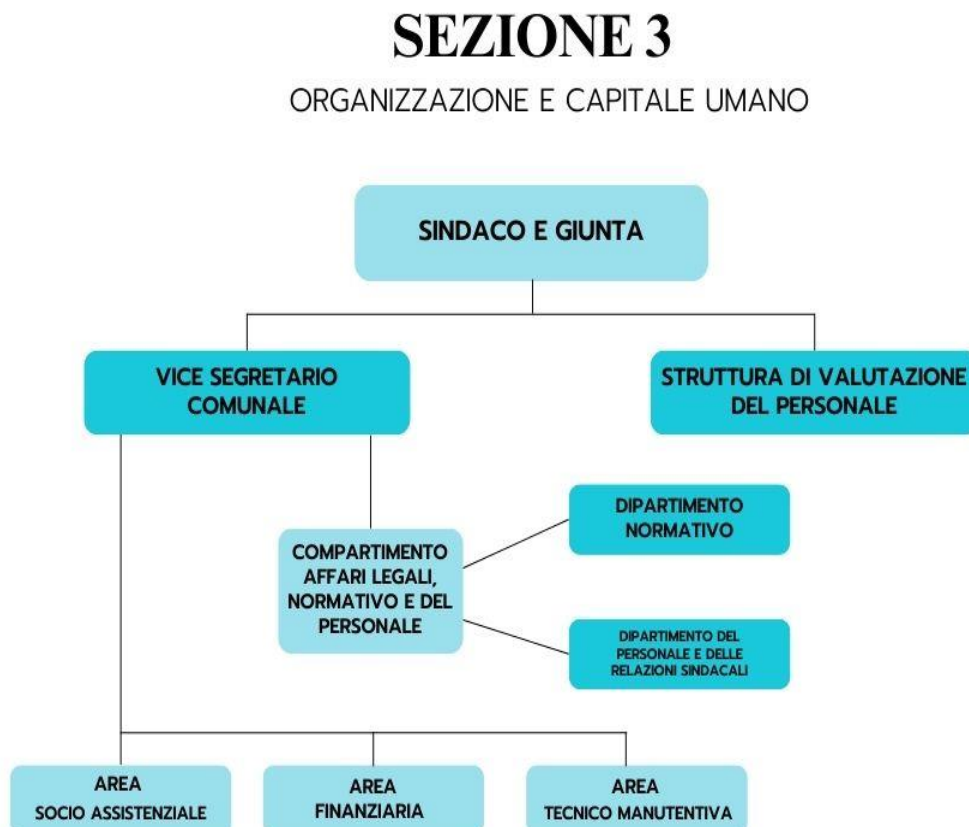 SEZIONE 3
ORGANIZZAZIONE E CAPITALE UMANO
SINDACO E GIUNTA
VICE SEGRETARIO
COMUNALE
STRUTTURA DI VALUTAZIONE
DEL PERSONALE
COMPARTIMENTO
AFFARI LEGALI,
NORMATIVO E DEL
PERSONALE
DIPARTIMENTO
NORMATIVO
DIPARTIMENTO DEL
PERSONALE E DELLE
RELAZIONI SINDACALI
AREA
SOCIO ASSISTENZIALE
AREA
FINANZIARIA
AREA
TECNICO MANUTENTIVA